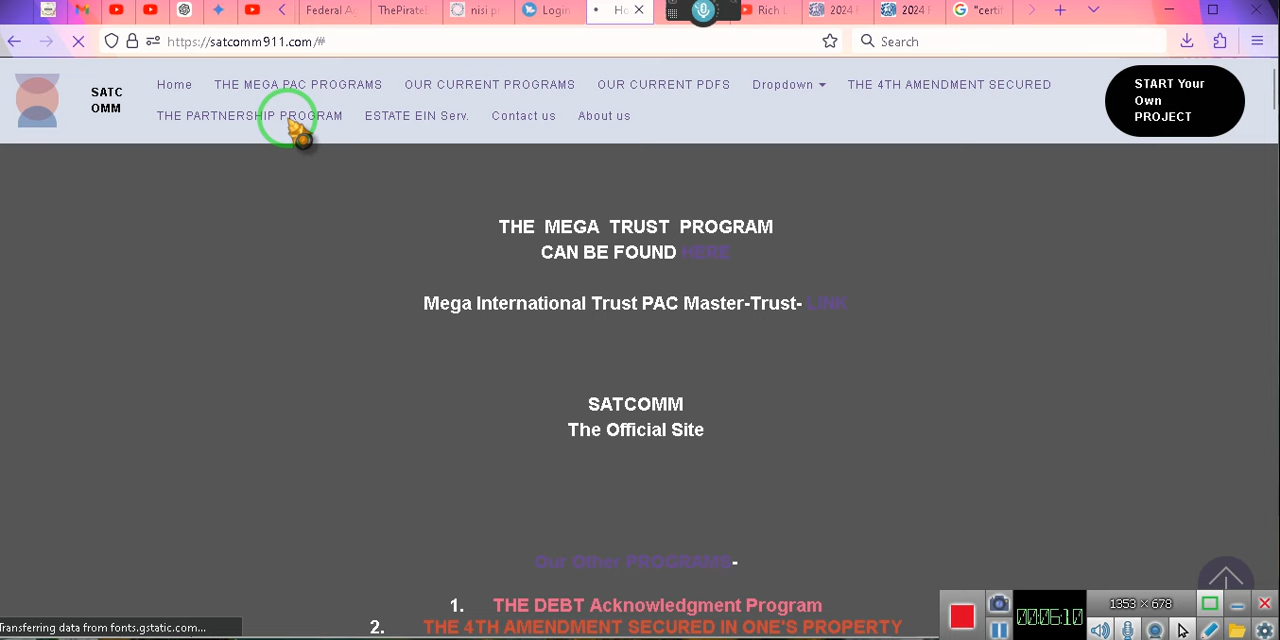 Federal Ag
ThePirateB
nisi pri
Login
Ho
Rich L
2024 F
2024 F
"certif
https://satcomm911.com/#
Search
SATC
OMM
Home
THE MEGA PAC PROGRAMS
OUR CURRENT PROGRAMS
OUR CURRENT PDFS
Dropdown
THE 4TH AMENDMENT SECURED
THE PARTNERSHIP PROGRAM
ESTATE EIN Serv.
Contact us
About us
START Your
Own
PROJECT
THE MEGA TRUST PROGRAM
CAN BE FOUND HERE
Mega International Trust PAC Master-Trust- LINK
SATCOMM
The Official Site
Our Other PROGRAMS-
1. THE DEBT Acknowledgment Program
2. THE 4TH AMENDMENT SECURED IN ONE'S PROPERTY
Transferring data from fonts.gstatic.com...
1353 × 678